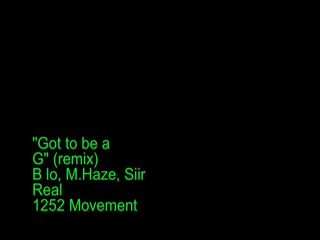 "Got to be a
G" (remix)
B lo, M.Haze, Siir
Real
1252 Movement